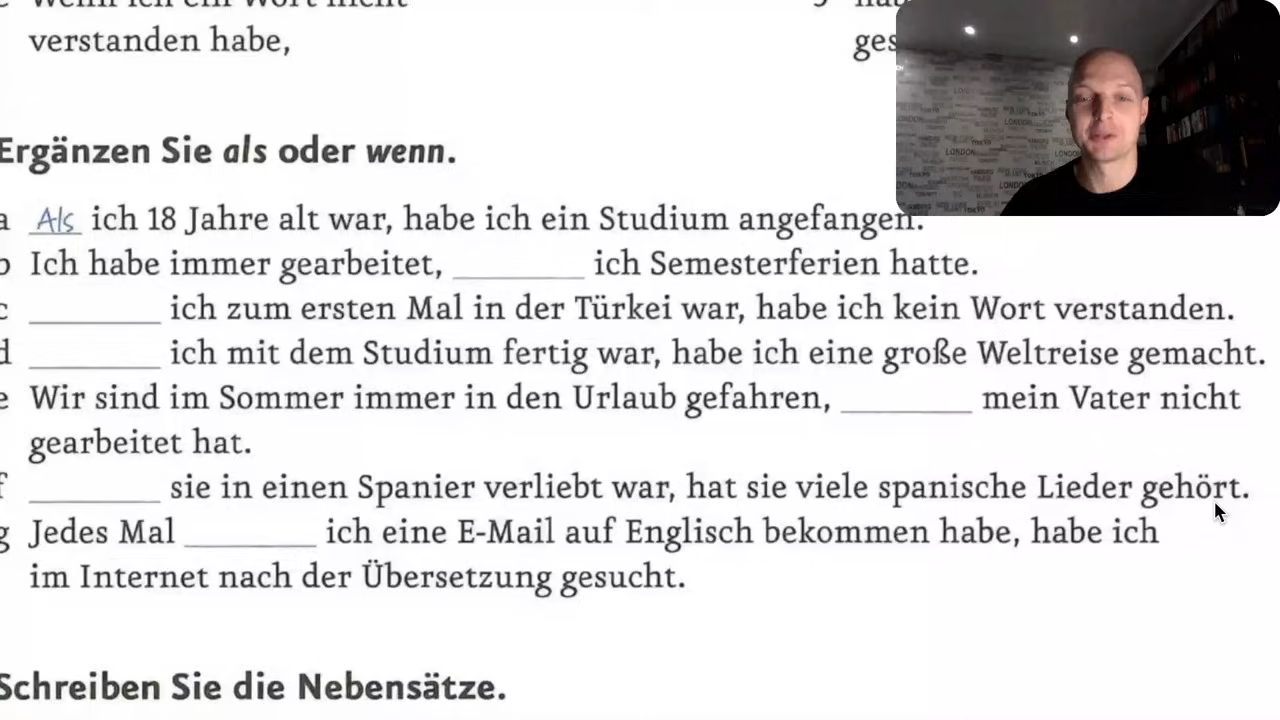 verstanden habe,
Ergänzen Sie als oder wenn.
a Als ich 18 Jahre alt war, habe ich ein Studium angefangen.
b Ich habe immer gearbeitet, ________ ich Semesterferien hatte.
c ________ ich zum ersten Mal in der Türkei war, habe ich kein Wort verstanden.
d ________ ich mit dem Studium fertig war, habe ich eine große Weltreise gemacht.
e Wir sind im Sommer immer in den Urlaub gefahren, ________ mein Vater nicht
gearbeitet hat.
f ________ sie in einen Spanier verliebt war, hat sie viele spanische Lieder gehört.
g Jedes Mal ________ ich eine E-Mail auf Englisch bekommen habe, habe ich
im Internet nach der Übersetzung gesucht.
Schreiben Sie die Nebensätze.
LONDON
LONDON
LONDON